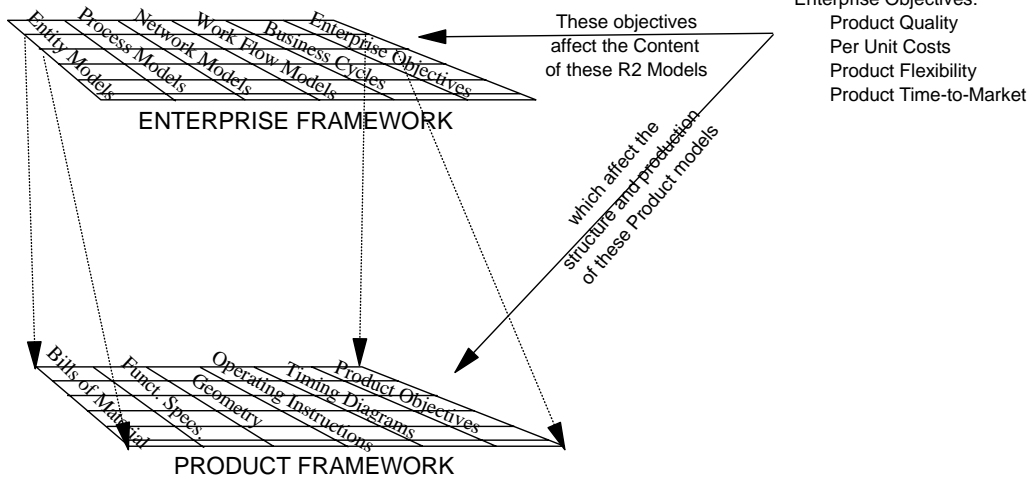 Enterprise Objectives:
Product Quality
Per Unit Costs
Product Flexibility
Product Time-to-Market
These objectives
affect the Content
of these R2 Models
Entity Models
Process Models
Network Models
Work Flow Models
Business Cycles
Enterprise Objectives
ENTERPRISE FRAMEWORK
which affect the
structure and production
of these Product models
Bills of Material
Funct. Specs.
Geometry
Operating Instructions
Timing Diagrams
Product Objectives
PRODUCT FRAMEWORK